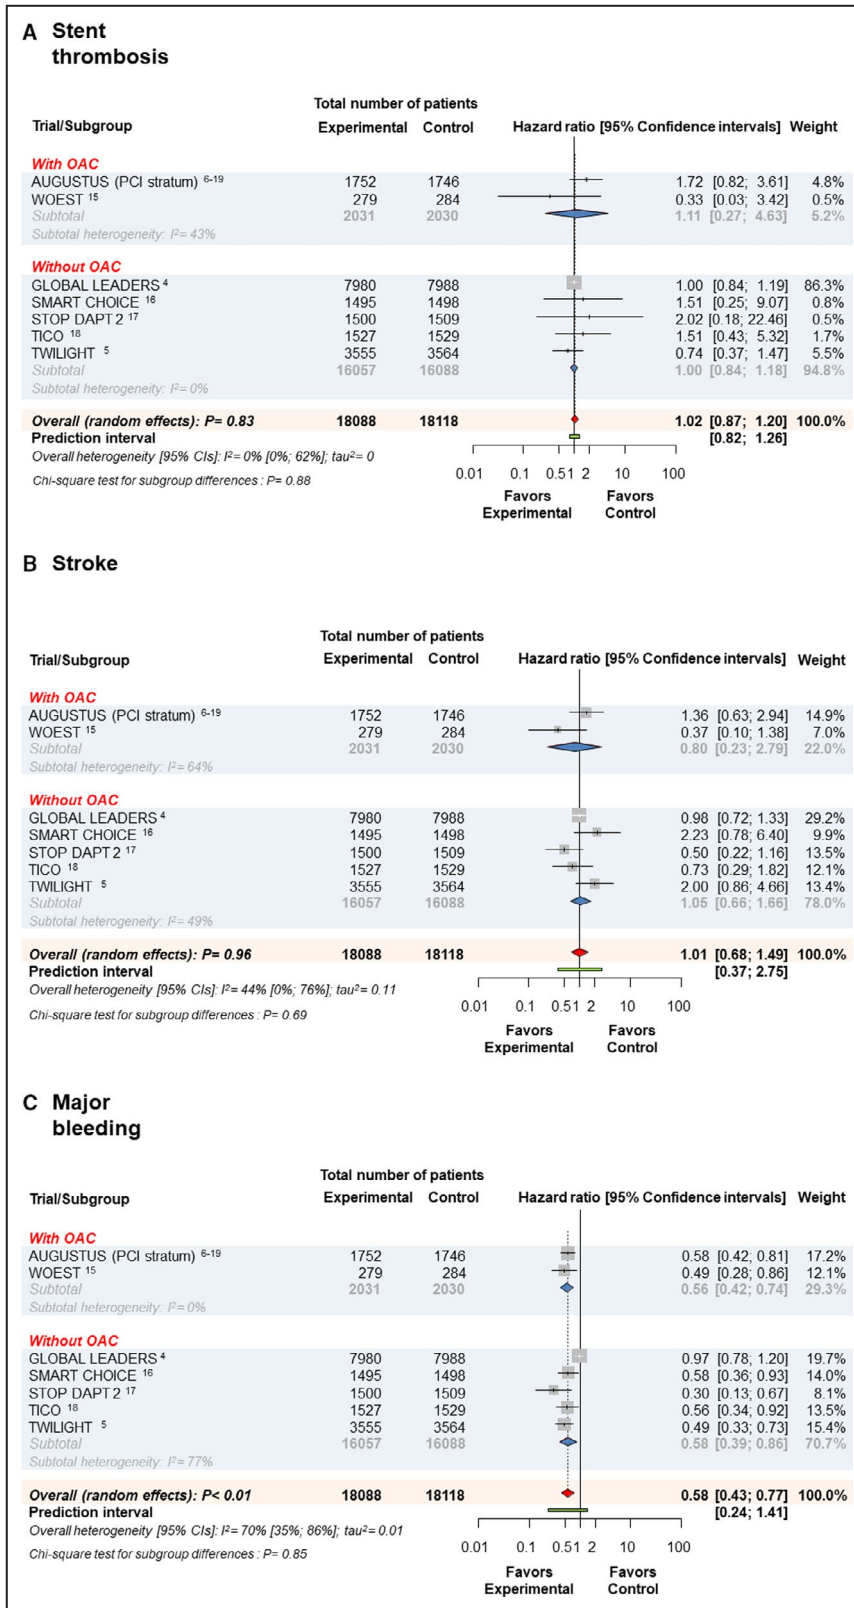 A Stent
thrombosis
Total number of patients
Trial/Subgroup Experimental Control Hazard ratio [95% Confidence intervals] Weight
With OAC
AUGUSTUS (PCI stratum) 6-19 1752 1746 1.72 [0.82; 3.61] 4.8%
WOEST 15 279 284 0.33 [0.03; 3.42] 0.5%
Subtotal 2031 2030 1.11 [0.27; 4.63] 5.2%
Subtotal heterogeneity: I²= 43%
Without OAC
GLOBAL LEADERS 4 7980 7988 1.00 [0.84; 1.19] 86.3%
SMART CHOICE 16 1495 1498 1.51 [0.25; 9.07] 0.8%
STOP DAPT 2 17 1500 1509 2.02 [0.18; 22.46] 0.5%
TICO 18 1527 1529 1.51 [0.43; 5.32] 1.7%
TWILIGHT 5 3555 3564 0.74 [0.37; 1.47] 5.5%
Subtotal 16057 16088 1.00 [0.84; 1.18] 94.8%
Subtotal heterogeneity: I²= 0%
Overall (random effects): P= 0.83 18088 18118 1.02 [0.87; 1.20] 100.0%
Prediction interval [0.82; 1.26]
Overall heterogeneity [95% CIs]: I²= 0% [0%; 62%]; tau²= 0
0.01 0.1 0.5 1 2 10 100
Chi-square test for subgroup differences : P= 0.88
Favors Favors
Experimental Control
B Stroke
Total number of patients
Trial/Subgroup Experimental Control Hazard ratio [95% Confidence intervals] Weight
With OAC
AUGUSTUS (PCI stratum) 6-19 1752 1746 1.36 [0.63; 2.94] 14.9%
WOEST 15 279 284 0.37 [0.10; 1.38] 7.0%
Subtotal 2031 2030 0.80 [0.23; 2.79] 22.0%
Subtotal heterogeneity: I²= 64%
Without OAC
GLOBAL LEADERS 4 7980 7988 0.98 [0.72; 1.33] 29.2%
SMART CHOICE 16 1495 1498 2.23 [0.78; 6.40] 9.9%
STOP DAPT 2 17 1500 1509 0.50 [0.22; 1.16] 13.5%
TICO 18 1527 1529 0.73 [0.29; 1.82] 12.1%
TWILIGHT 5 3555 3564 2.00 [0.86; 4.66] 13.4%
Subtotal 16057 16088 1.05 [0.66; 1.66] 78.0%
Subtotal heterogeneity: I²= 49%
Overall (random effects): P= 0.96 18088 18118 1.01 [0.68; 1.49] 100.0%
Prediction interval [0.37; 2.75]
Overall heterogeneity [95% CIs]: I²= 44% [0%; 76%]; tau²= 0.11
0.01 0.1 0.5 1 2 10 100
Chi-square test for subgroup differences : P= 0.69
Favors Favors
Experimental Control
C Major
bleeding
Total number of patients
Trial/Subgroup Experimental Control Hazard ratio [95% Confidence intervals] Weight
With OAC
AUGUSTUS (PCI stratum) 6-19 1752 1746 0.58 [0.42; 0.81] 17.2%
WOEST 15 279 284 0.49 [0.28; 0.86] 12.1%
Subtotal 2031 2030 0.56 [0.42; 0.74] 29.3%
Subtotal heterogeneity: I²= 0%
Without OAC
GLOBAL LEADERS 4 7980 7988 0.97 [0.78; 1.20] 19.7%
SMART CHOICE 16 1495 1498 0.58 [0.36; 0.93] 14.0%
STOP DAPT 2 17 1500 1509 0.30 [0.13; 0.67] 8.1%
TICO 18 1527 1529 0.56 [0.34; 0.92] 13.5%
TWILIGHT 5 3555 3564 0.49 [0.33; 0.73] 15.4%
Subtotal 16057 16088 0.58 [0.39; 0.86] 70.7%
Subtotal heterogeneity: I²= 77%
Overall (random effects): P< 0.01 18088 18118 0.58 [0.43; 0.77] 100.0%
Prediction interval [0.24; 1.41]
Overall heterogeneity [95% CIs]: I²= 70% [35%; 86%]; tau²= 0.01
0.01 0.1 0.5 1 2 10 100
Chi-square test for subgroup differences : P= 0.85
Favors Favors
Experimental Control